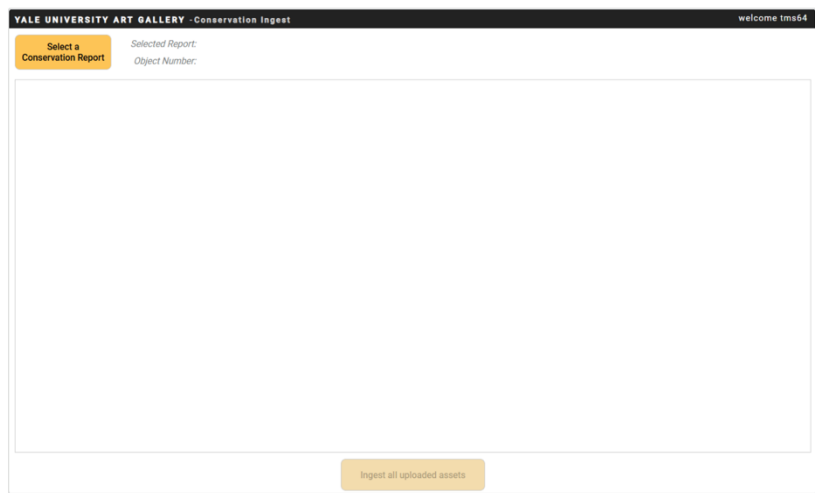 YALE UNIVERSITY ART GALLERY - Conservation Ingest
welcome tms64
Select a
Conservation Report
Selected Report:
Object Number:
Ingest all uploaded assets